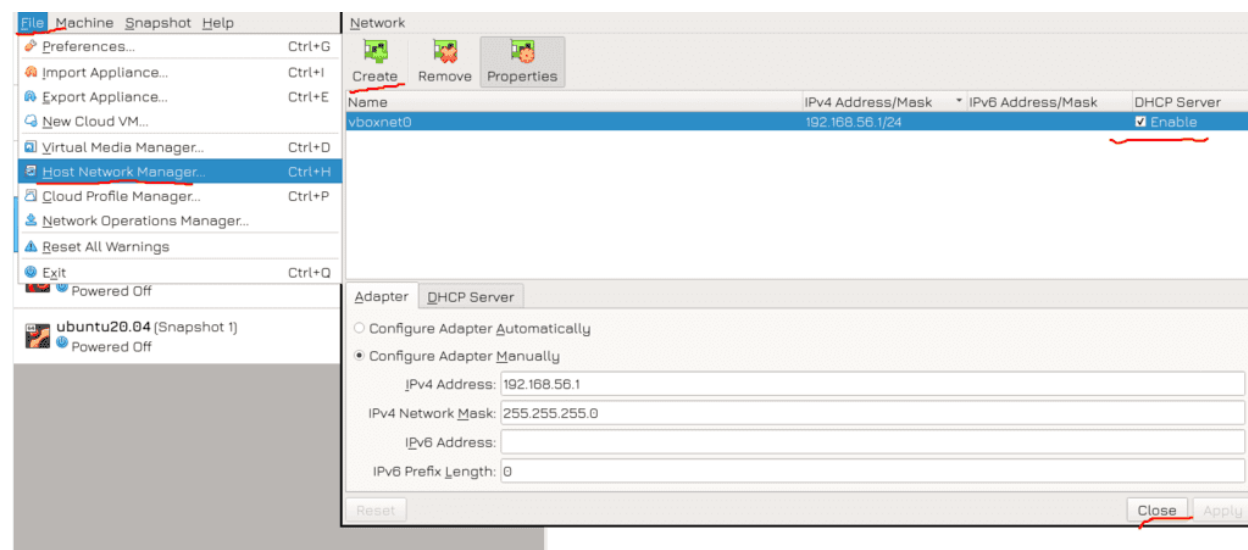 File Machine Snapshot Help
Preferences... Ctrl+G
Import Appliance... Ctrl+I
Export Appliance... Ctrl+E
New Cloud VM...
Virtual Media Manager... Ctrl+D
Host Network Manager... Ctrl+H
Cloud Profile Manager... Ctrl+P
Network Operations Manager...
Reset All Warnings
Exit Ctrl+Q
Powered Off
ubuntu20.04 (Snapshot 1)
Powered Off
Network
Create Remove Properties
Name IPv4 Address/Mask IPv6 Address/Mask DHCP Server
vboxnet0 192.168.56.1/24 Enable
Adapter DHCP Server
Configure Adapter Automatically
Configure Adapter Manually
IPv4 Address: 192.168.56.1
IPv4 Network Mask: 255.255.255.0
IPv6 Address:
IPv6 Prefix Length: 0
Reset Close Apply